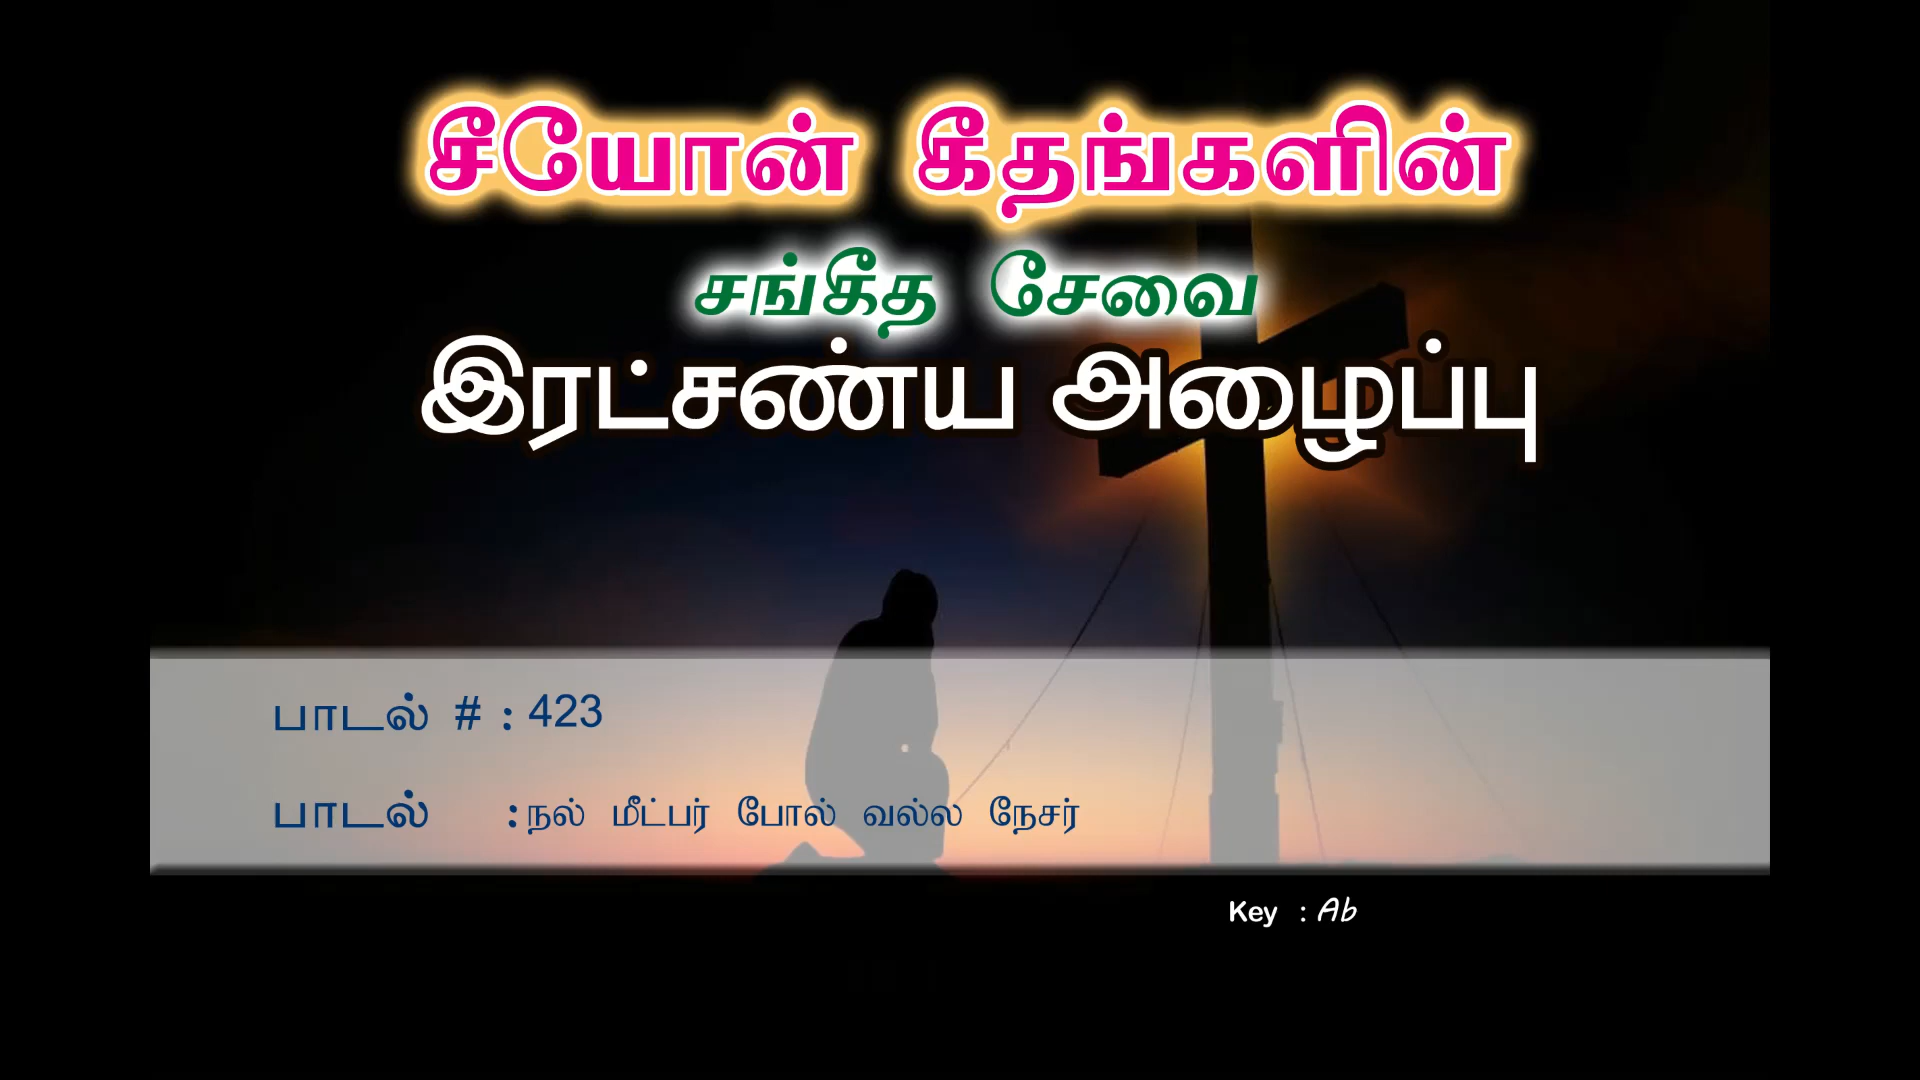 சீயோன் கீதங்களின்
சங்கீத சேவை
இரட்சண்ய அழைப்பு
பாடல் # : 423
பாடல் : நல் மீட்பர் போல் வல்ல நேசர்
Key : Ab